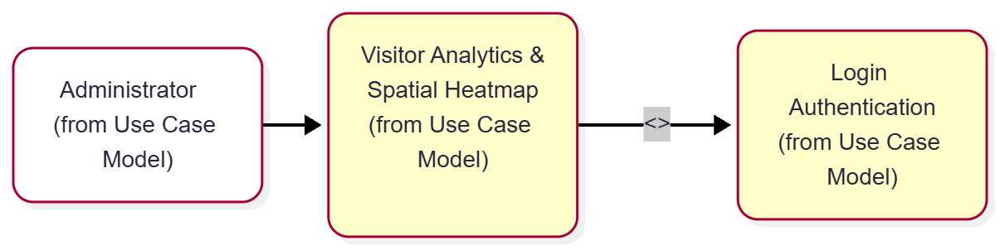 Administrator
(from Use Case
Model)
Visitor Analytics &
Spatial Heatmap
(from Use Case
Model)
<>
Login
Authentication
(from Use Case
Model)